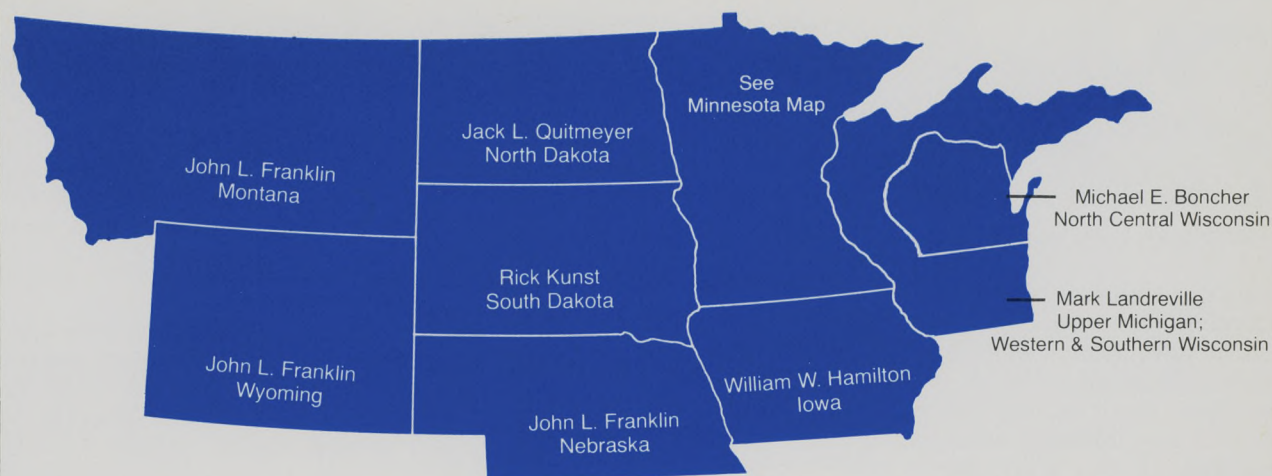 John L. Franklin
Montana
Jack L. Quitmeyer
North Dakota
See
Minnesota Map
Michael E. Boncher
North Central Wisconsin
Rick Kunst
South Dakota
Mark Landreville
Upper Michigan;
Western & Southern Wisconsin
John L. Franklin
Wyoming
John L. Franklin
Nebraska
William W. Hamilton
Iowa